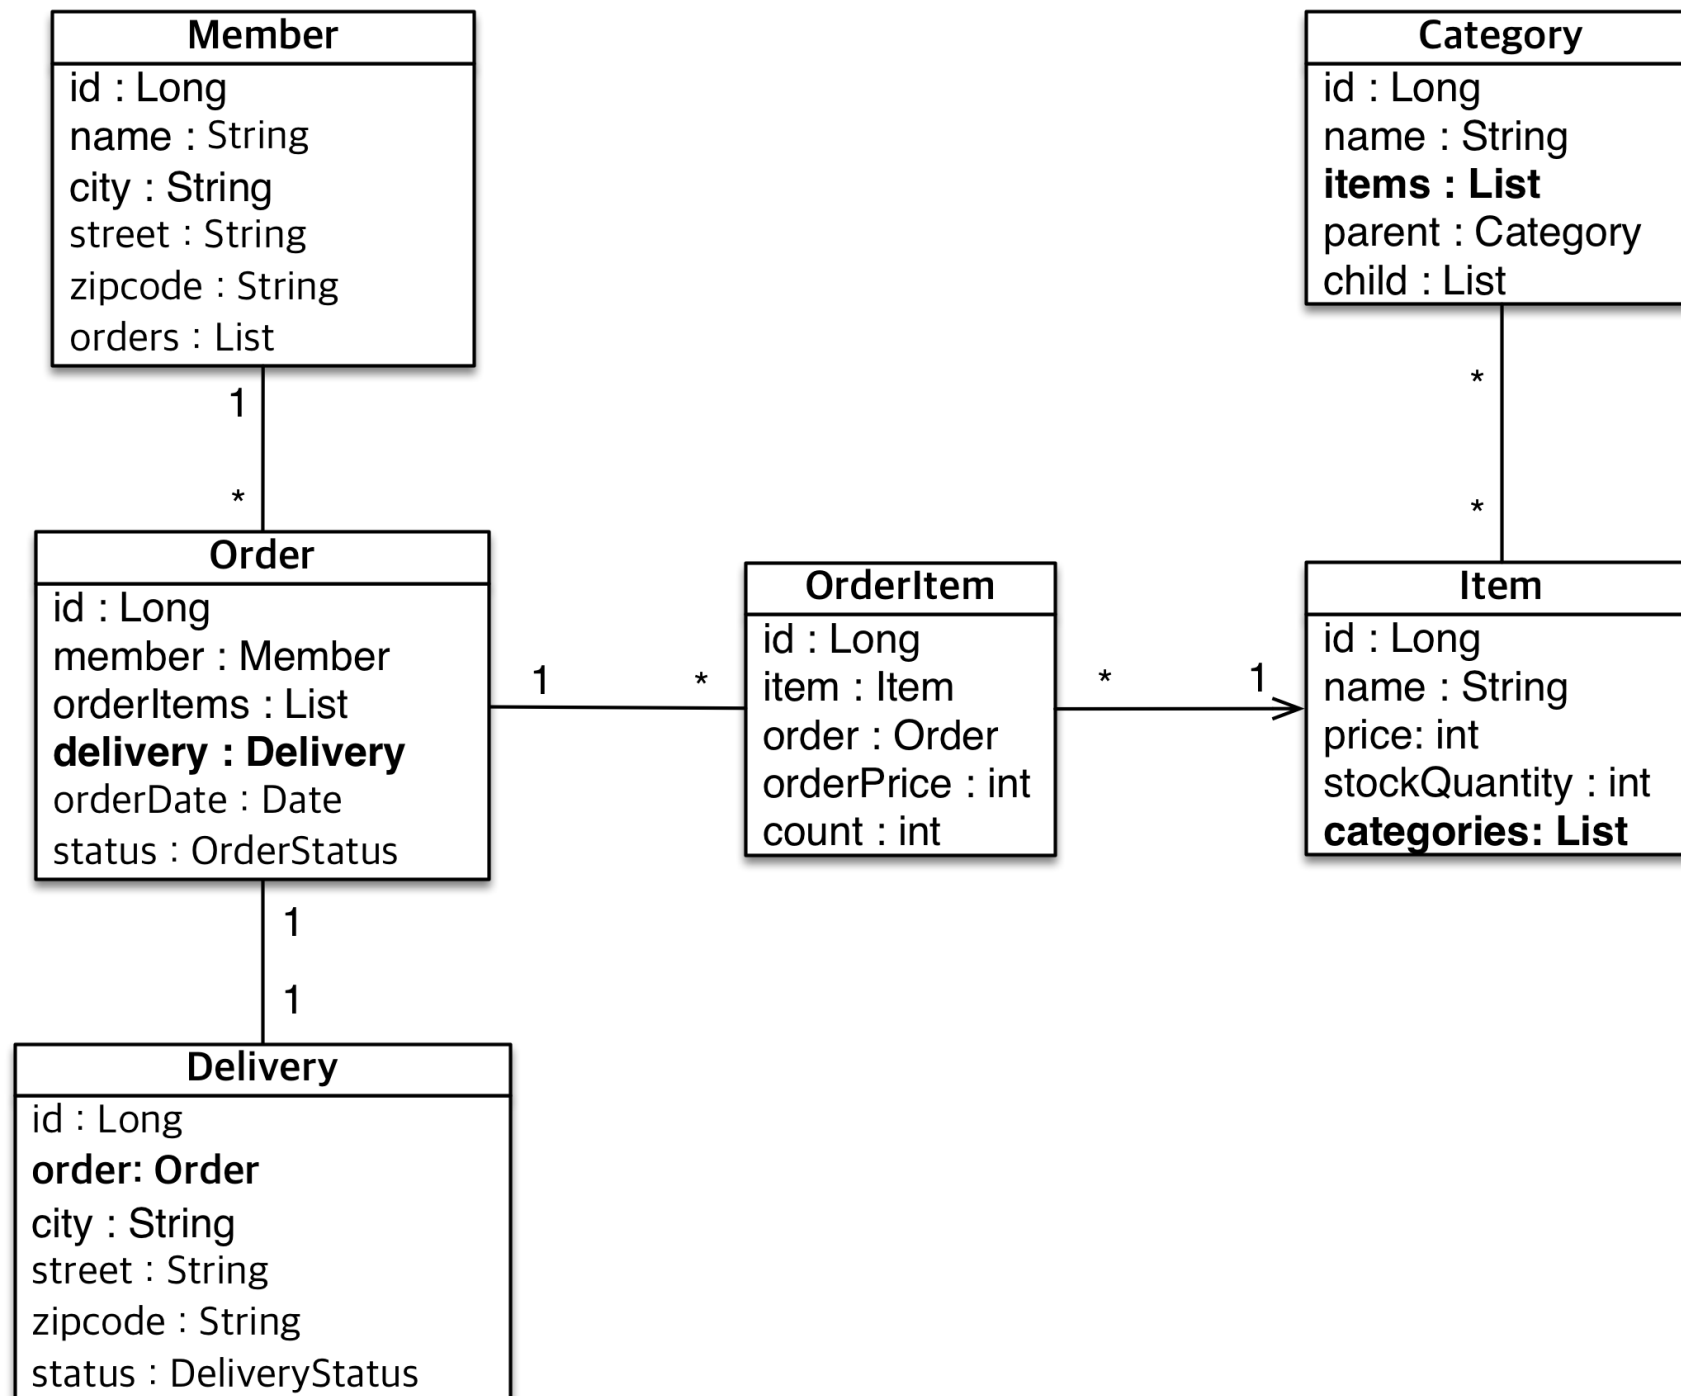 Member
id : Long
name : String
city : String
street : String
zipcode : String
orders : List
1
*
Category
id : Long
name : String
items : List
parent : Category
child : List
*
*
Order
id : Long
member : Member
orderItems : List
delivery : Delivery
orderDate : Date
status : OrderStatus
1
*
OrderItem
id : Long
item : Item
order : Order
orderPrice : int
count : int
*
1
Item
id : Long
name : String
price: int
stockQuantity : int
categories: List
1
1
Delivery
id : Long
order: Order
city : String
street : String
zipcode : String
status : DeliveryStatus